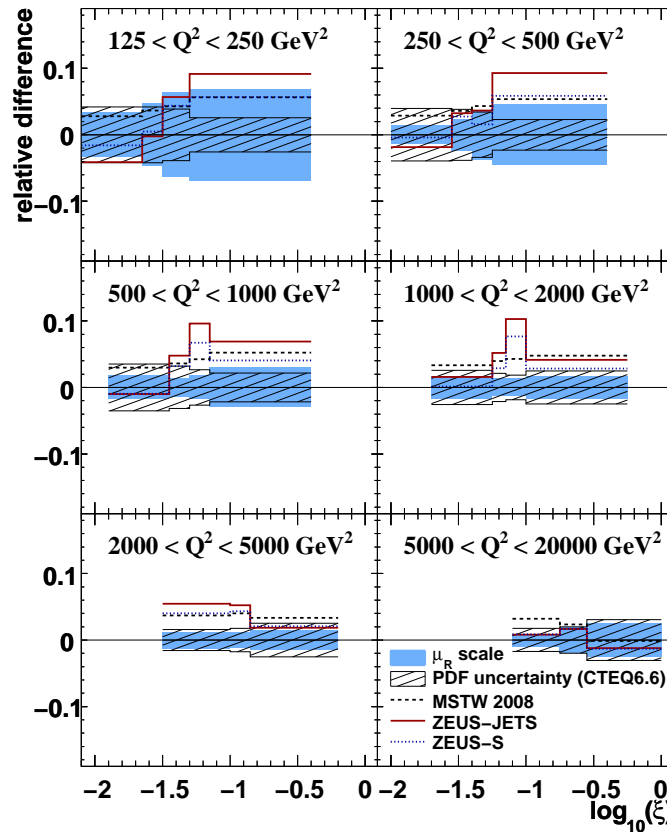 relative difference
125 < Q² < 250 GeV²
250 < Q² < 500 GeV²
0.1
0
−0.1
500 < Q² < 1000 GeV²
1000 < Q² < 2000 GeV²
0.1
0
−0.1
2000 < Q² < 5000 GeV²
5000 < Q² < 20000 GeV²
0.1
0
−0.1
μ_R scale
PDF uncertainty (CTEQ6.6)
MSTW 2008
ZEUS−JETS
ZEUS−S
−2 −1.5 −1 −0.5 0 −2 −1.5 −1 −0.5 0
log₁₀(ξ)